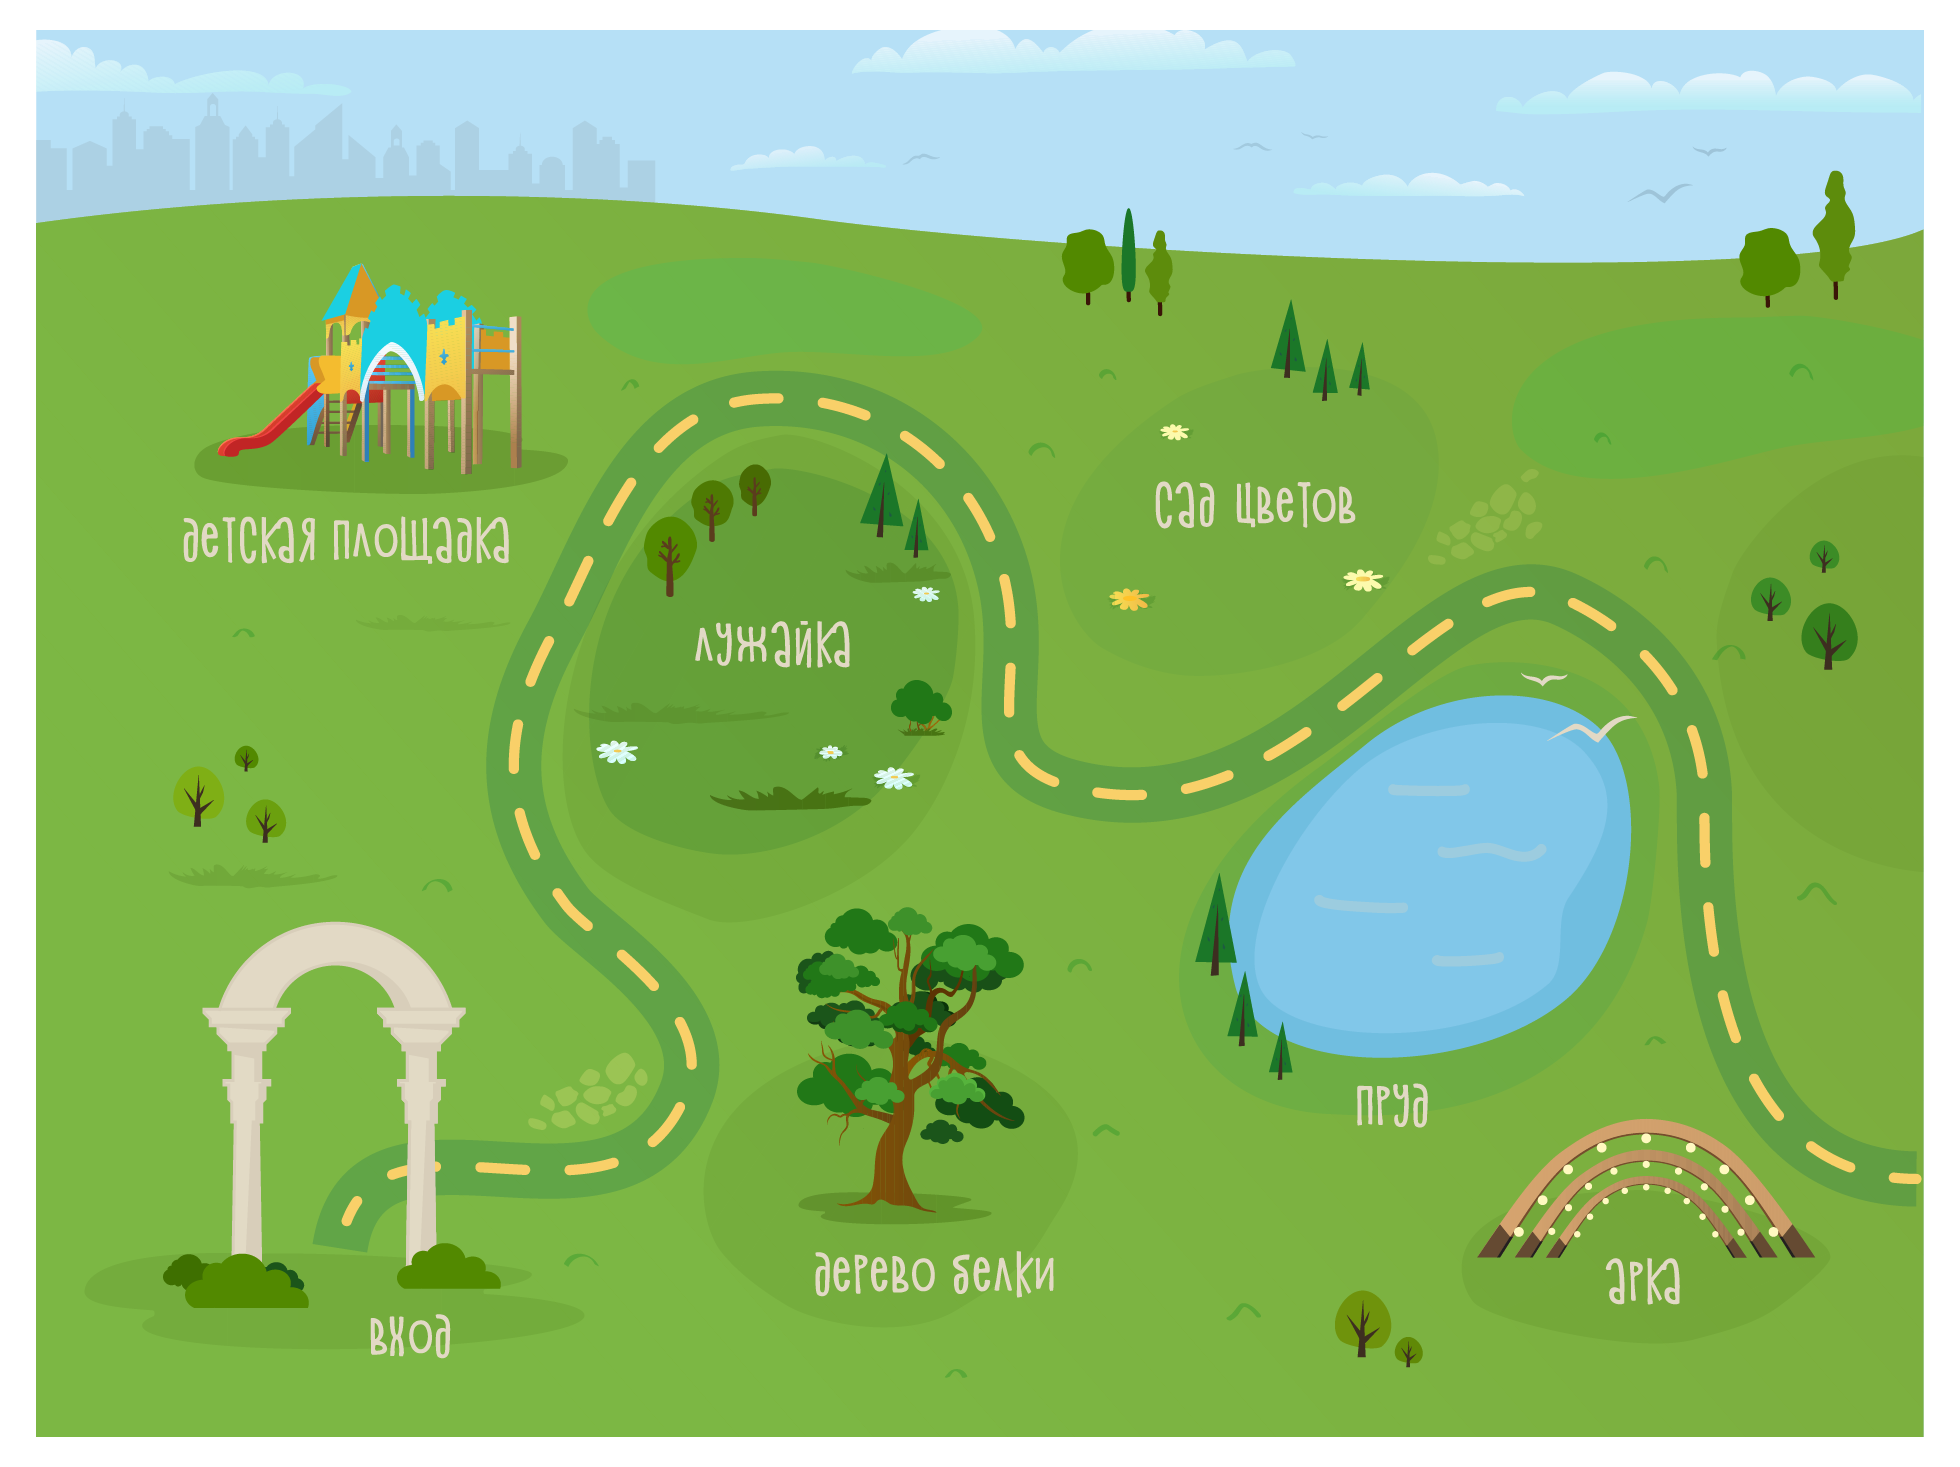 детская площадка
сад цветов
лужайка
пруд
дерево белки
арка
вход